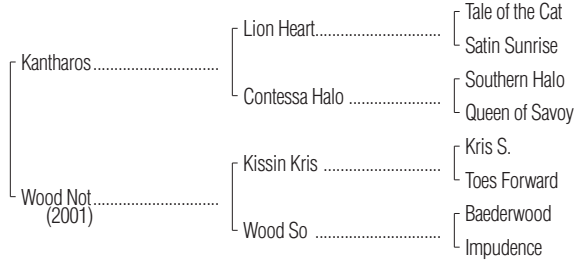 Tale of the Cat
Lion Heart
Satin Sunrise
Kantharos
Southern Halo
Contessa Halo
Queen of Savoy
Kris S.
Kissin Kris
Toes Forward
Wood Not
(2001)
Baederwood
Wood So
Impudence